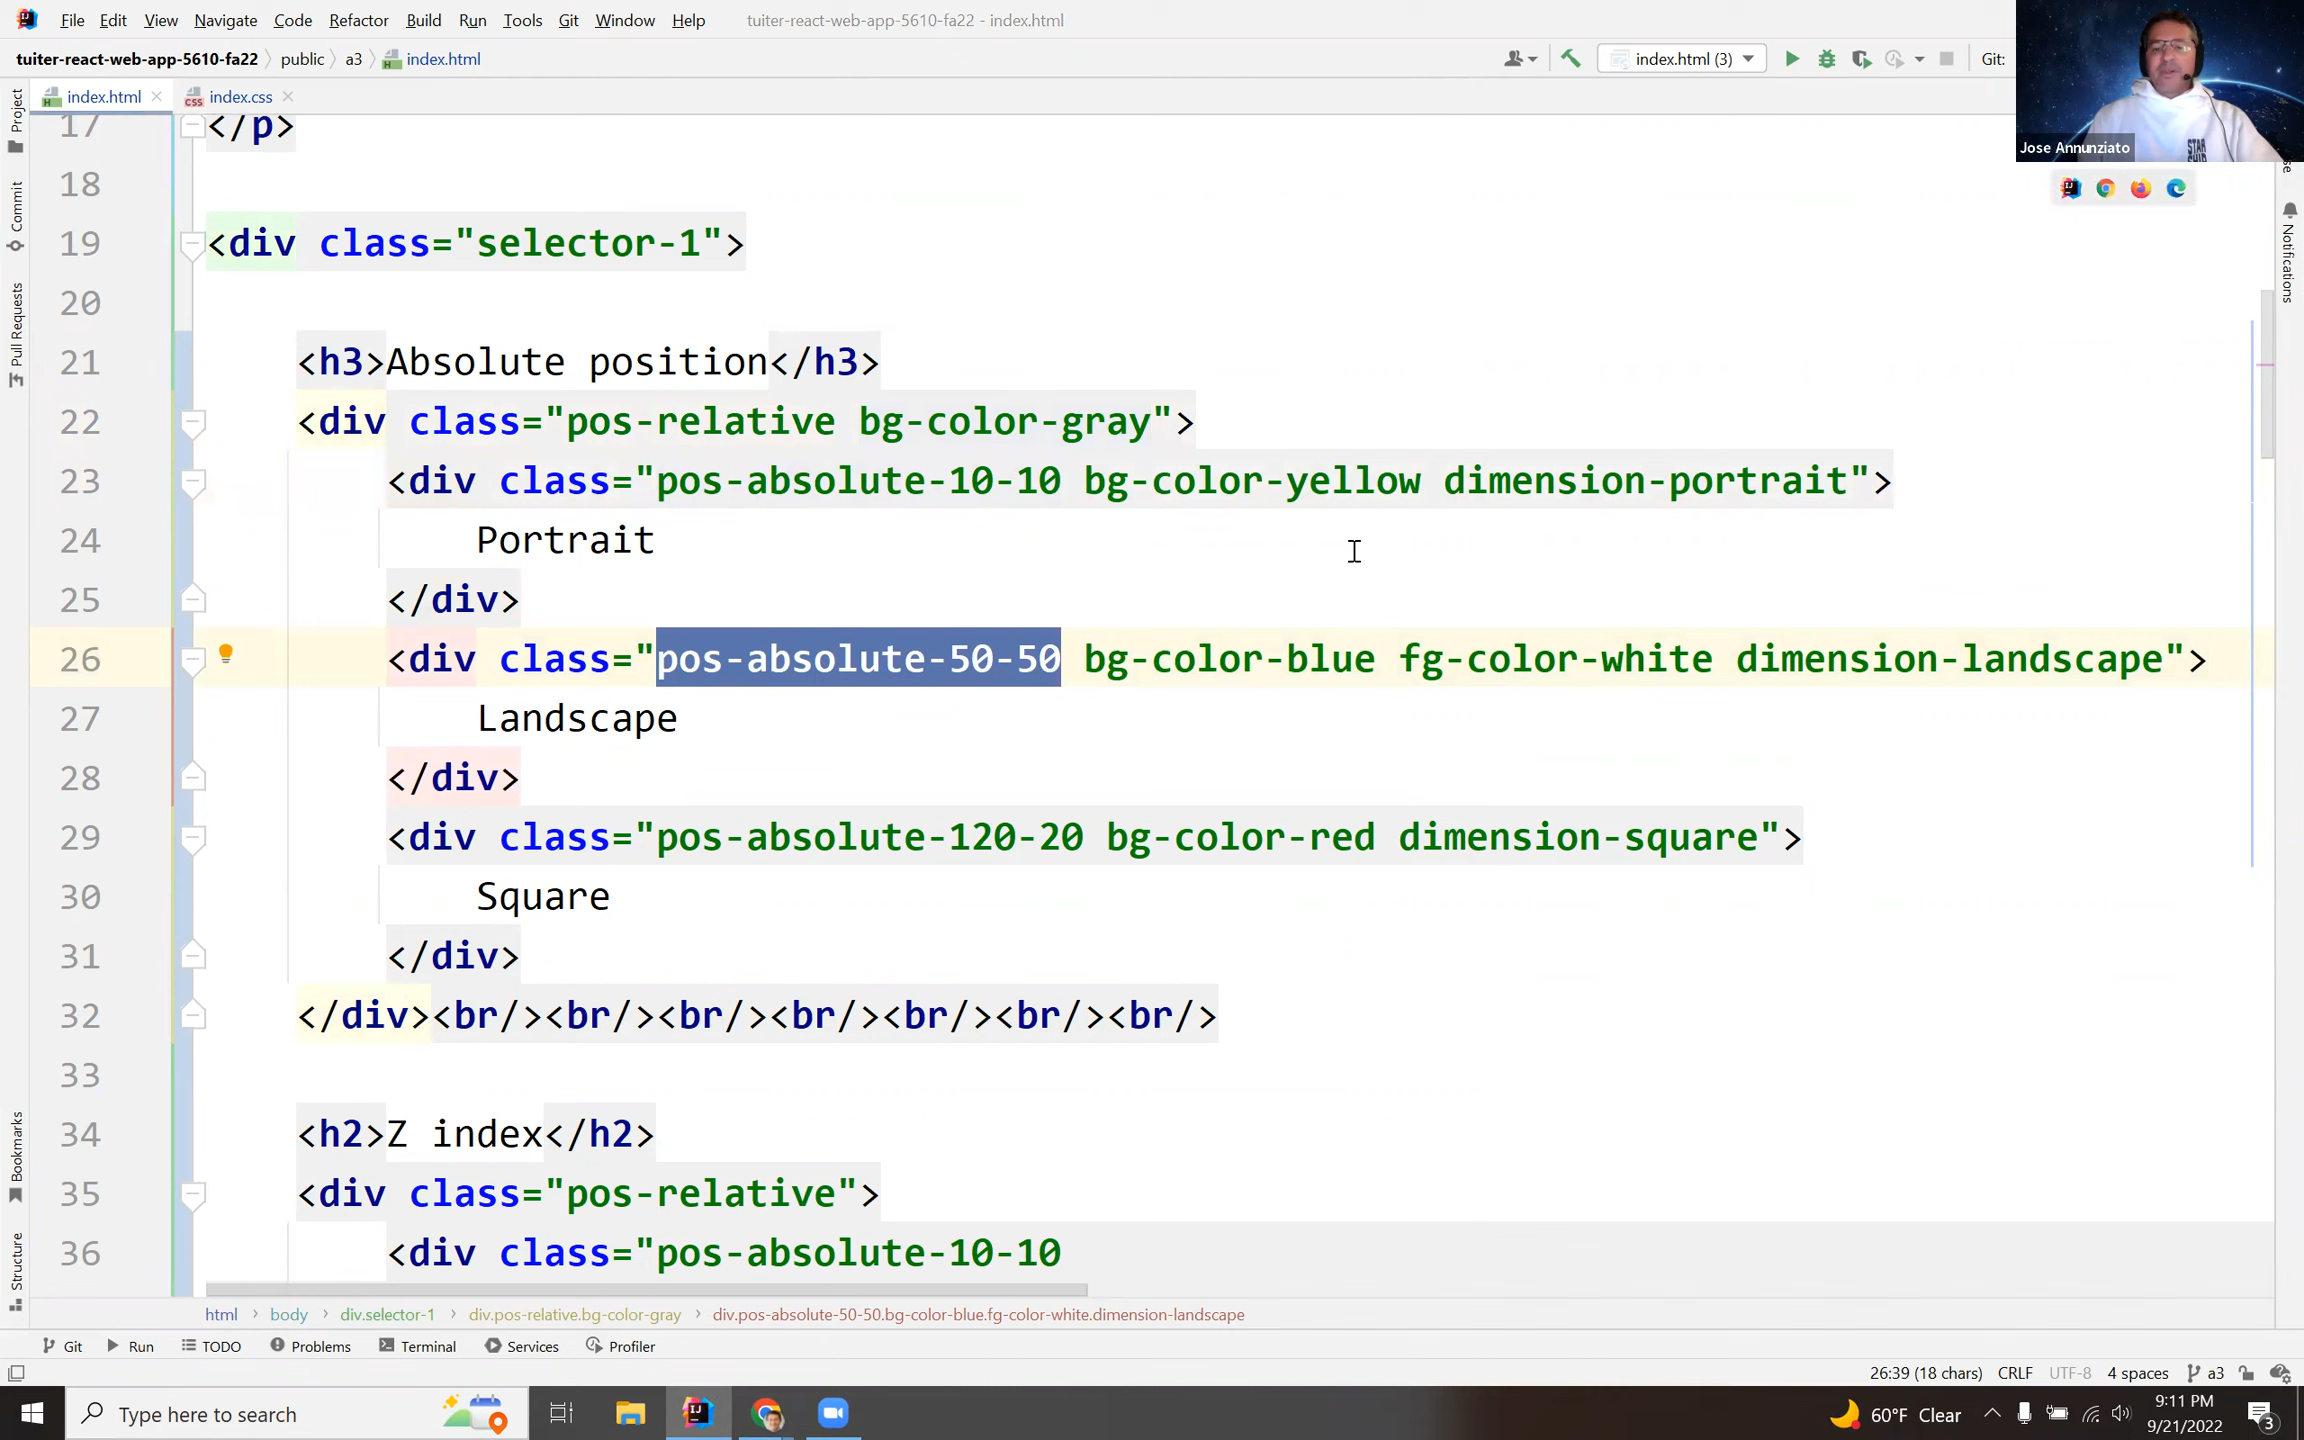 File Edit View Navigate Code Refactor Build Run Tools Git Window Help tuiter-react-web-app-5610-fa22 - index.html
tuiter-react-web-app-5610-fa22 public a3 index.html index.html (3) Git:
index.html index.css
Jose Annunziato
Project
Commit
Pull Requests
Bookmarks
Structure
Notifications
17 </p>
18
19 <div class="selector-1">
20
21 <h3>Absolute position</h3>
22 <div class="pos-relative bg-color-gray">
23 <div class="pos-absolute-10-10 bg-color-yellow dimension-portrait">
24 Portrait
25 </div>
26 <div class="pos-absolute-50-50 bg-color-blue fg-color-white dimension-landscape">
27 Landscape
28 </div>
29 <div class="pos-absolute-120-20 bg-color-red dimension-square">
30 Square
31 </div>
32 </div><br/><br/><br/><br/><br/><br/><br/>
33
34 <h2>Z index</h2>
35 <div class="pos-relative">
36 <div class="pos-absolute-10-10
html body div.selector-1 div.pos-relative.bg-color-gray div.pos-absolute-50-50.bg-color-blue.fg-color-white.dimension-landscape
Git Run TODO Problems Terminal Services Profiler
26:39 (18 chars) CRLF UTF-8 4 spaces a3
Type here to search 60°F Clear 9:11 PM
9/21/2022 3